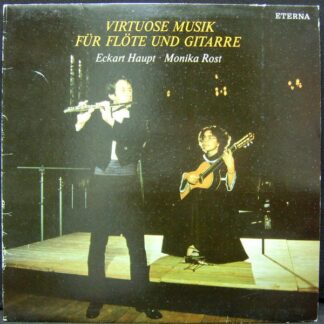 ETERNA
VIRTUOSE MUSIK
FÜR FLÖTE UND GITARRE
Eckart Haupt · Monika Rost